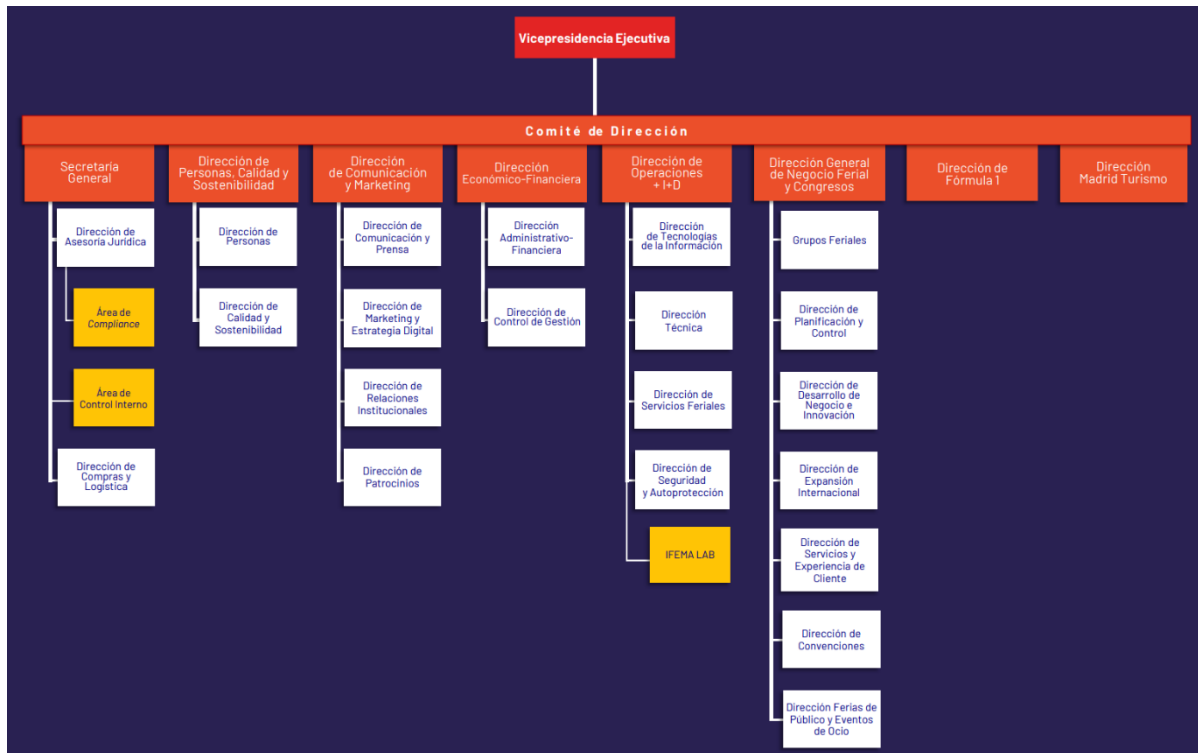 Vicepresidencia Ejecutiva
Comité de Dirección
Secretaría
General
Dirección de
Personas, Calidad y
Sostenibilidad
Dirección
de Comunicación
y Marketing
Dirección
Económico-Financiera
Dirección de
Operaciones
+ I+D
Dirección General
de Negocio Ferial
y Congresos
Dirección de
Fórmula 1
Dirección
Madrid Turismo
Dirección de
Asesoría Jurídica
Área de
Compliance
Área de
Control Interno
Dirección de
Compras y
Logística
Dirección de
Personas
Dirección de
Calidad y
Sostenibilidad
Dirección de
Comunicación y
Prensa
Dirección de
Marketing y
Estrategia Digital
Dirección de
Relaciones
Institucionales
Dirección de
Patrocinios
Dirección
Administrativo-
Financiera
Dirección de
Control de Gestión
Dirección
de Tecnologías
de la Información
Dirección
Técnica
Dirección de
Servicios Feriales
Dirección de
Seguridad
y Autoprotección
IFEMA LAB
Grupos Feriales
Dirección de
Planificación y
Control
Dirección de
Desarrollo de
Negocio e
Innovación
Dirección de
Expansión
Internacional
Dirección de
Servicios y
Experiencia de
Cliente
Dirección de
Convenciones
Dirección Ferias de
Público y Eventos
de Ocio